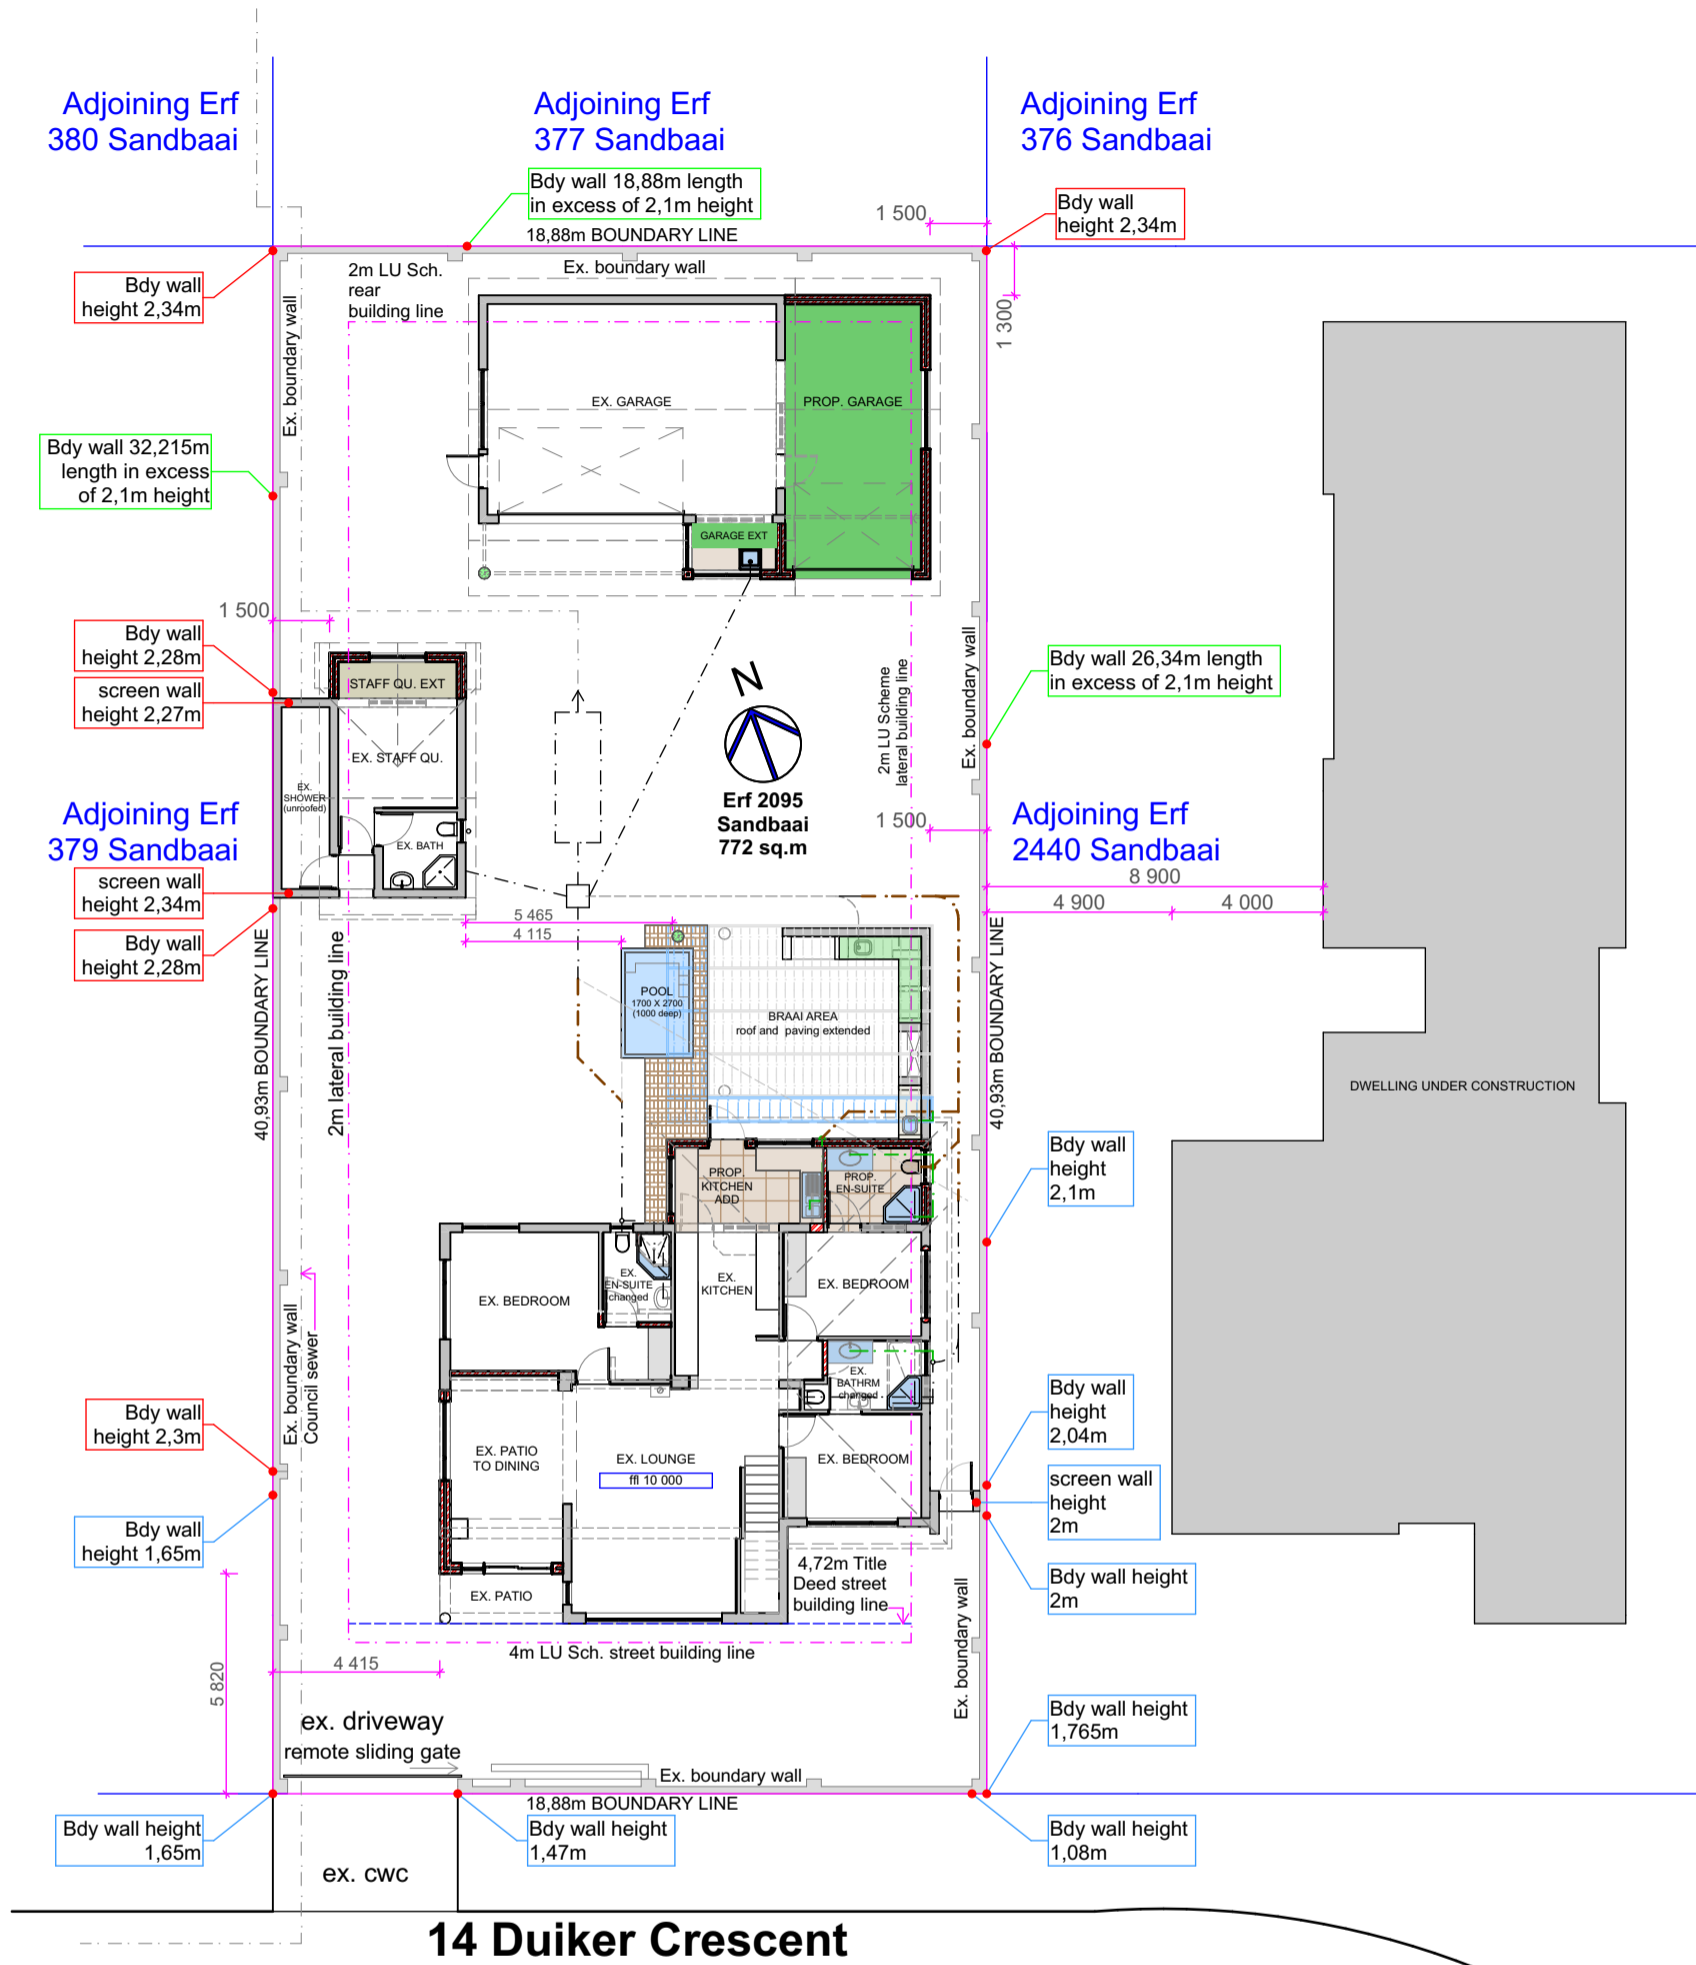 Adjoining Erf
380 Sandbaai
Adjoining Erf
377 Sandbaai
Adjoining Erf
376 Sandbaai
Bdy wall 18,88m length
in excess of 2,1m height
18,88m BOUNDARY LINE
1 500
Bdy wall
height 2,34m
Bdy wall
height 2,34m
2m LU Sch.
rear
building line
Ex. boundary wall
Ex. boundary wall
1 300
EX. GARAGE
PROP. GARAGE
Bdy wall 32,215m
length in excess
of 2,1m height
GARAGE EXT
1 500
Bdy wall
height 2,28m
screen wall
height 2,27m
STAFF QU. EXT
EX. STAFF QU.
EX.
SHOWER
(unroofed)
EX. BATH
N
Erf 2095
Sandbaai
772 sq.m
2m LU Scheme
lateral building line
Ex. boundary wall
Bdy wall 26,34m length
in excess of 2,1m height
1 500
Adjoining Erf
379 Sandbaai
Adjoining Erf
2440 Sandbaai
8 900
4 900
4 000
screen wall
height 2,34m
Bdy wall
height 2,28m
5 465
4 115
40,93m BOUNDARY LINE
2m lateral building line
POOL
1700 X 2700
(1000 deep)
BRAAI AREA
roof and paving extended
40,93m BOUNDARY LINE
DWELLING UNDER CONSTRUCTION
Bdy wall
height
2,1m
PROP.
KITCHEN
ADD
PROP.
EN-SUITE
EX. BEDROOM
EX.
EN-SUITE
changed
EX.
KITCHEN
EX. BEDROOM
Ex. boundary wall
Council sewer
EX.
BATHRM
changed
Bdy wall
height
2,04m
Bdy wall
height 2,3m
EX. PATIO
TO DINING
EX. LOUNGE
ffl 10 000
EX. BEDROOM
screen wall
height
2m
Bdy wall
height 1,65m
EX. PATIO
4,72m Title
Deed street
building line
Bdy wall height
2m
4m LU Sch. street building line
4 415
5 820
Ex. boundary wall
Bdy wall height
1,765m
ex. driveway
remote sliding gate
Ex. boundary wall
18,88m BOUNDARY LINE
Bdy wall height
1,65m
Bdy wall height
1,47m
Bdy wall height
1,08m
ex. cwc
14 Duiker Crescent